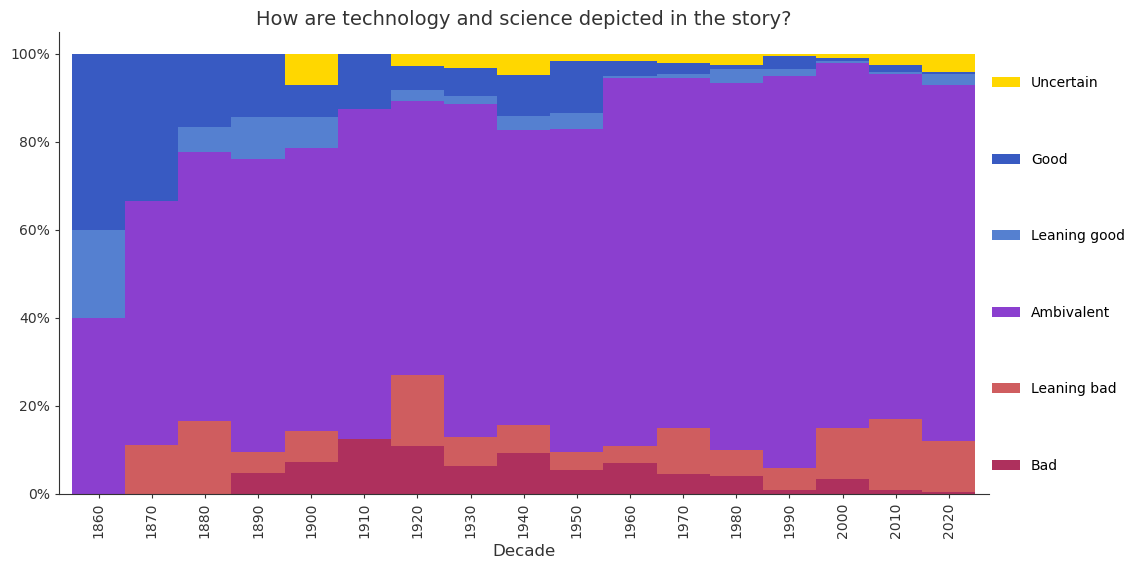 How are technology and science depicted in the story?
100%
80%
60%
40%
20%
0%
Uncertain
Good
Leaning good
Ambivalent
Leaning bad
Bad
1860 1870 1880 1890 1900 1910 1920 1930 1940 1950 1960 1970 1980 1990 2000 2010 2020
Decade